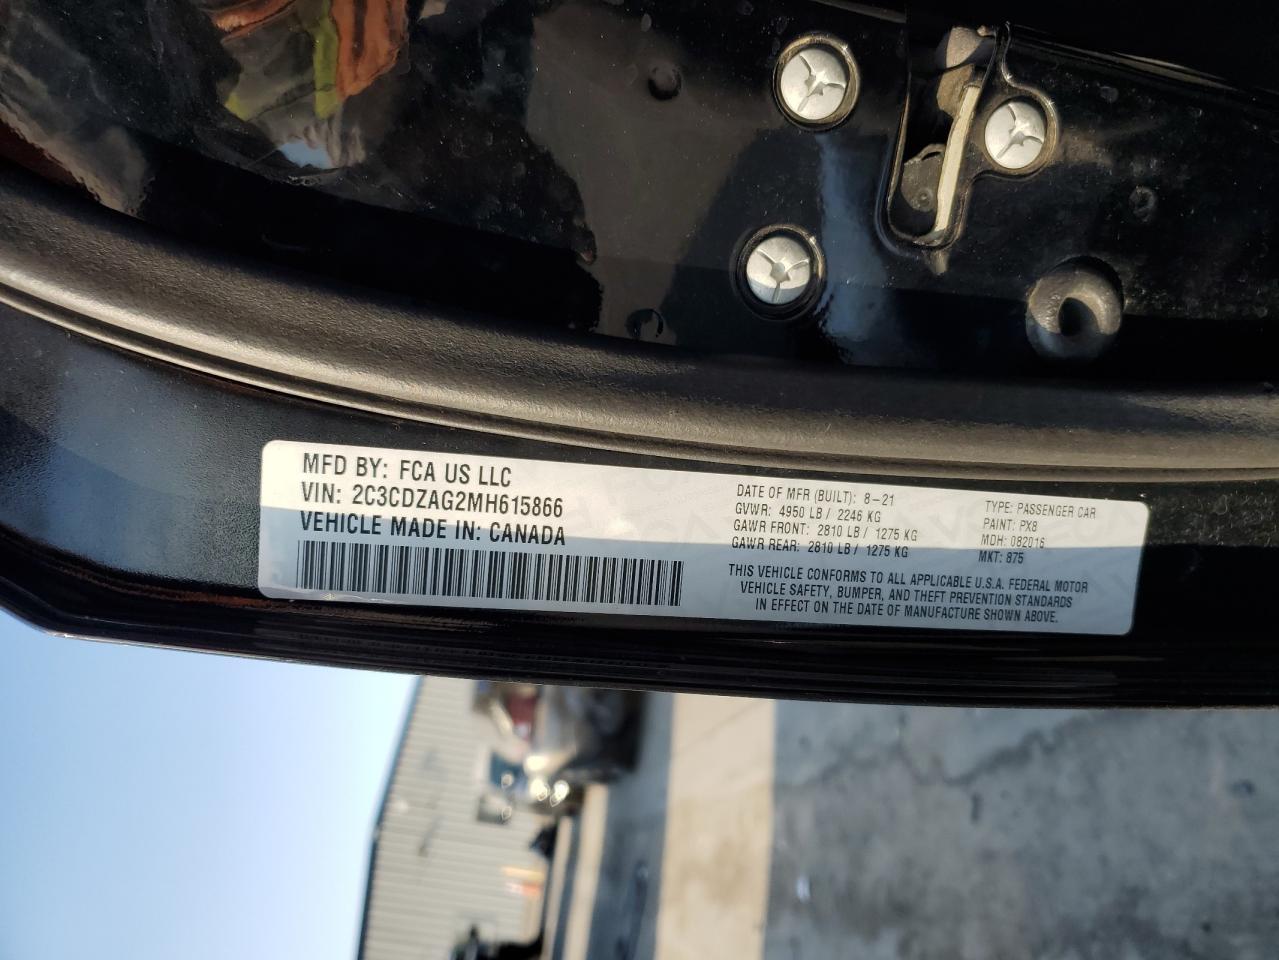 MFD BY: FCA US LLC
VIN: 2C3CDZAG2MH615866
VEHICLE MADE IN: CANADA
DATE OF MFR (BUILT): 8-21
GVWR: 4950 LB / 2246 KG
GAWR FRONT: 2810 LB / 1275 KG
GAWR REAR: 2810 LB / 1275 KG
TYPE: PASSENGER CAR
PAINT: PX8
MDH: 082016
MKT: 875
THIS VEHICLE CONFORMS TO ALL APPLICABLE U.S.A. FEDERAL MOTOR
VEHICLE SAFETY, BUMPER, AND THEFT PREVENTION STANDARDS
IN EFFECT ON THE DATE OF MANUFACTURE SHOWN ABOVE.